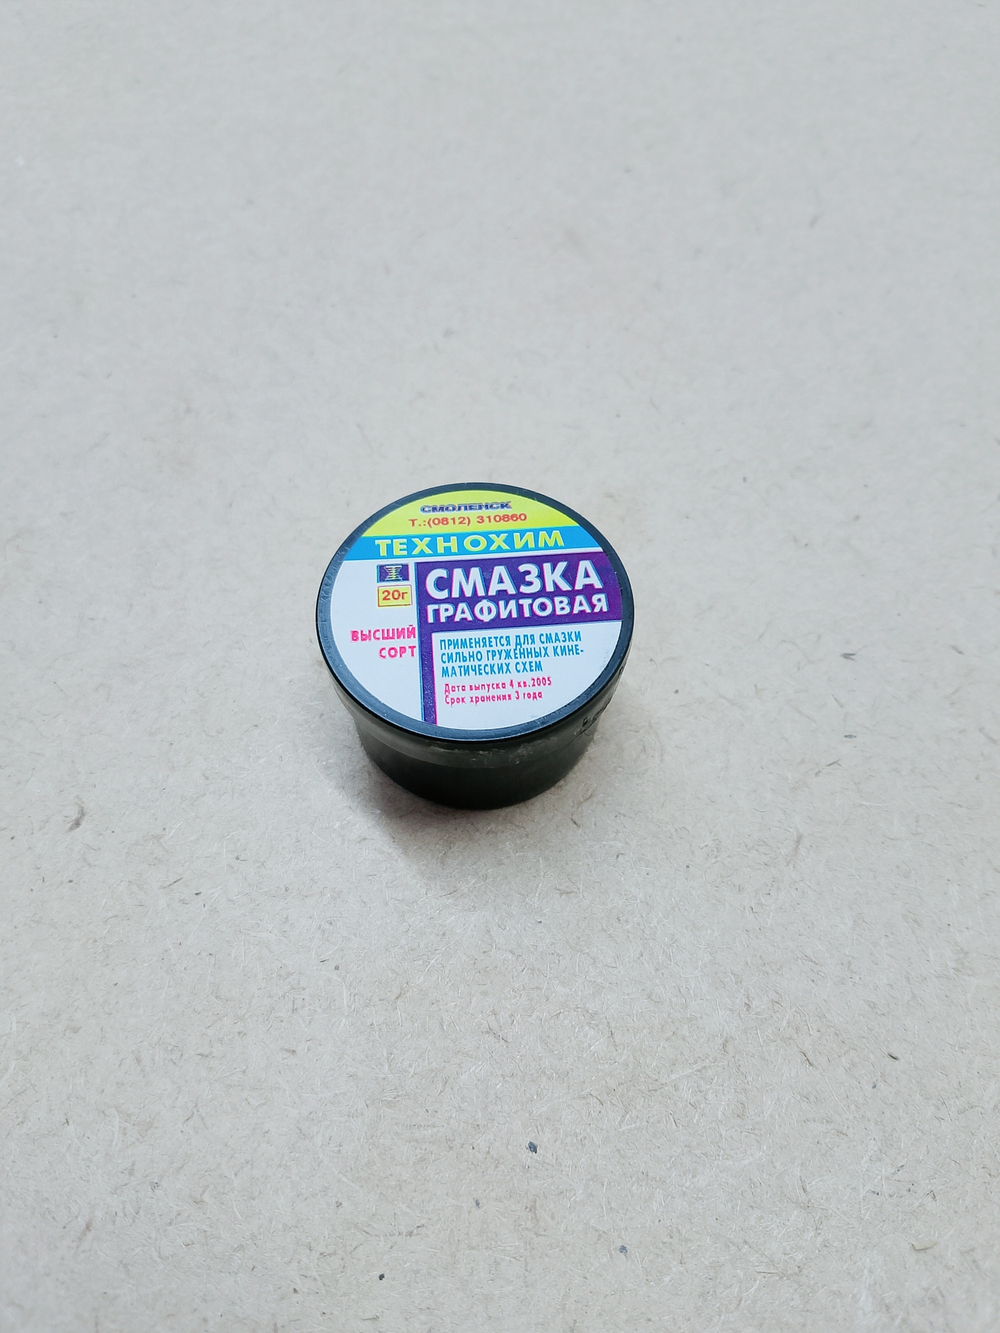 СМОЛЕНСК
Т.:(0812) 310860
ТЕХНОХИМ
СМАЗКА
ГРАФИТОВАЯ
20г
ВЫСШИЙ
СОРТ
ПРИМЕНЯЕТСЯ ДЛЯ СМАЗКИ
СИЛЬНО ГРУЖЕННЫХ КИНЕ-
МАТИЧЕСКИХ СХЕМ
Дата выпуска 4 кв.2005
Срок хранения 3 года